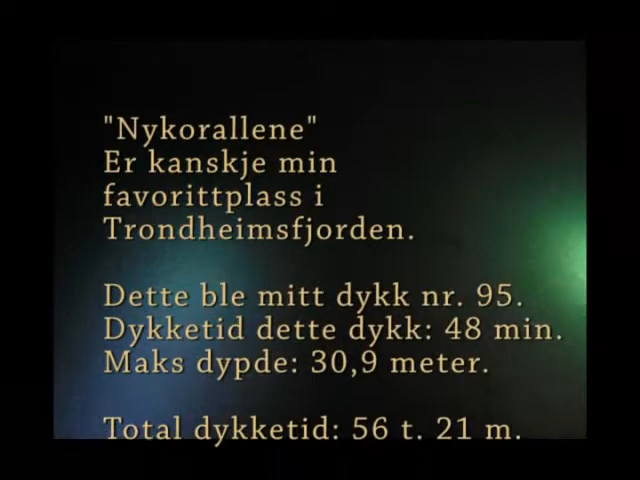 "Nykorallene"
Er kanskje min
favorittplass i
Trondheimsfjorden.
Dette ble mitt dykk nr. 95.
Dykketid dette dykk: 48 min.
Maks dypde: 30,9 meter.
Total dykketid: 56 t. 21 m.